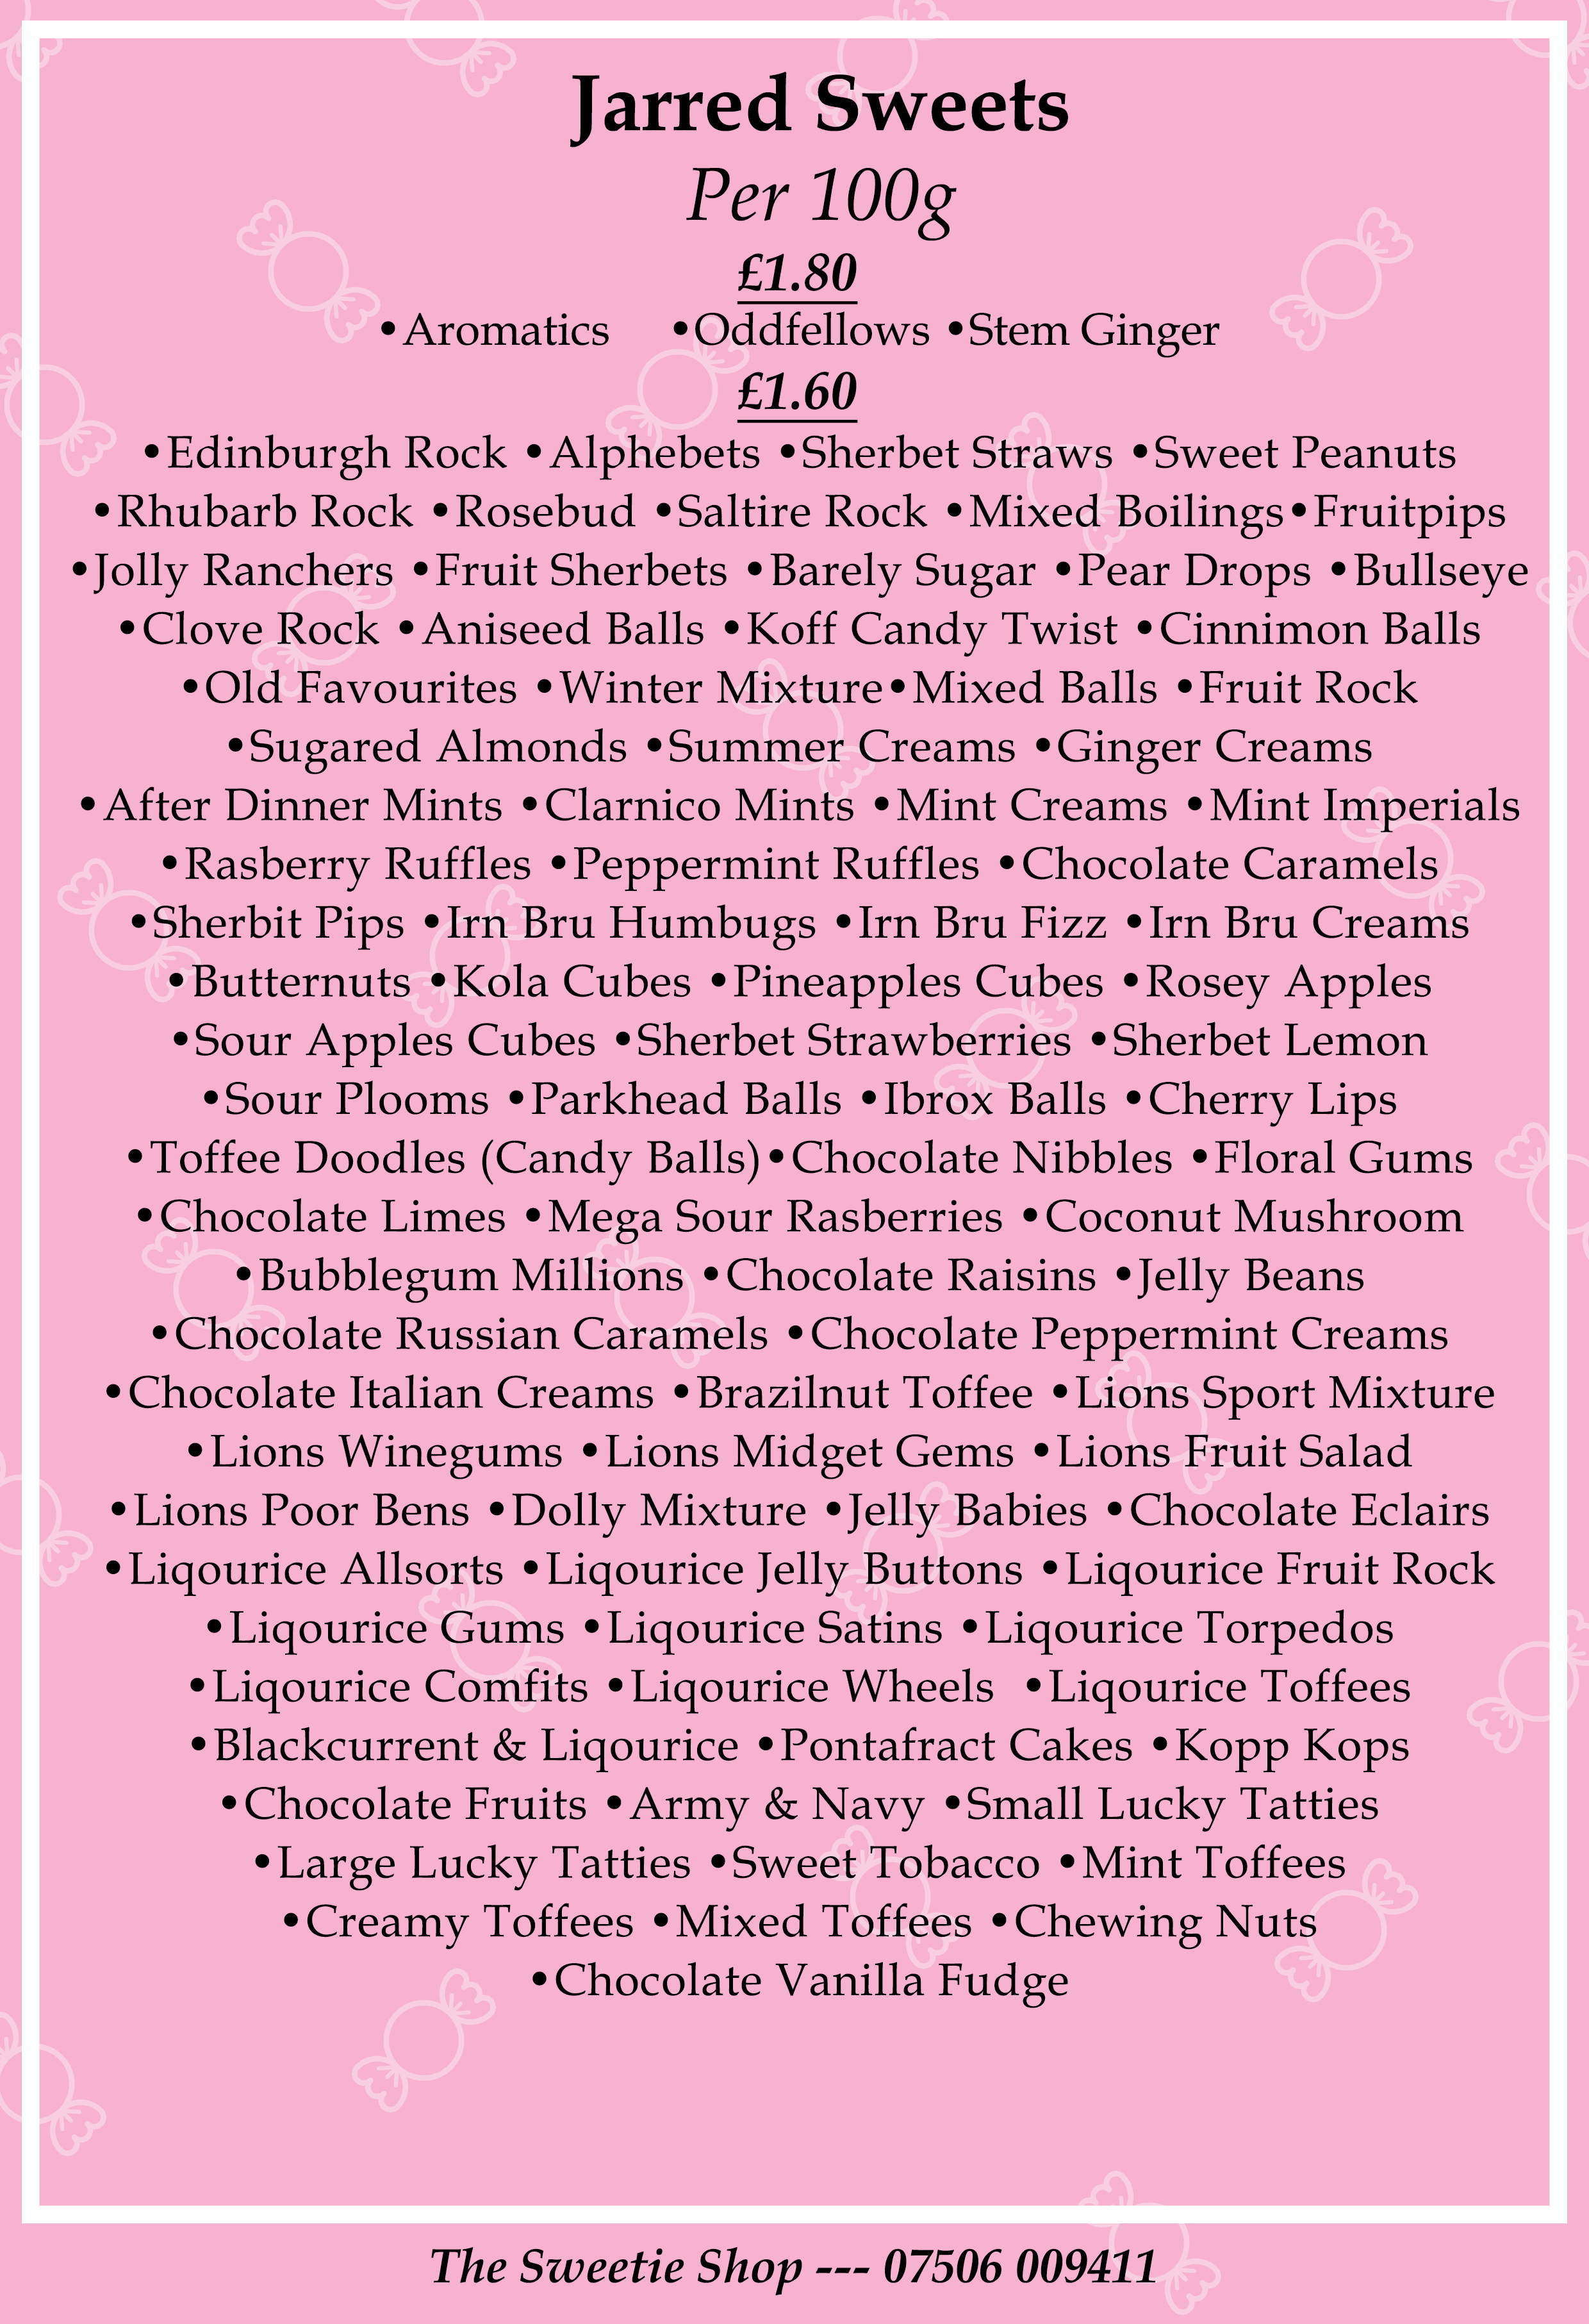 Jarred Sweets
Per 100g
£1.80
•Aromatics •Oddfellows •Stem Ginger
£1.60
•Edinburgh Rock •Alphebets •Sherbet Straws •Sweet Peanuts
•Rhubarb Rock •Rosebud •Saltire Rock •Mixed Boilings•Fruitpips
•Jolly Ranchers •Fruit Sherbets •Barely Sugar •Pear Drops •Bullseye
•Clove Rock •Aniseed Balls •Koff Candy Twist •Cinnimon Balls
•Old Favourites •Winter Mixture•Mixed Balls •Fruit Rock
•Sugared Almonds •Summer Creams •Ginger Creams
•After Dinner Mints •Clarnico Mints •Mint Creams •Mint Imperials
•Rasberry Ruffles •Peppermint Ruffles •Chocolate Caramels
•Sherbit Pips •Irn Bru Humbugs •Irn Bru Fizz •Irn Bru Creams
•Butternuts •Kola Cubes •Pineapples Cubes •Rosey Apples
•Sour Apples Cubes •Sherbet Strawberries •Sherbet Lemon
•Sour Plooms •Parkhead Balls •Ibrox Balls •Cherry Lips
•Toffee Doodles (Candy Balls)•Chocolate Nibbles •Floral Gums
•Chocolate Limes •Mega Sour Rasberries •Coconut Mushroom
•Bubblegum Millions •Chocolate Raisins •Jelly Beans
•Chocolate Russian Caramels •Chocolate Peppermint Creams
•Chocolate Italian Creams •Brazilnut Toffee •Lions Sport Mixture
•Lions Winegums •Lions Midget Gems •Lions Fruit Salad
•Lions Poor Bens •Dolly Mixture •Jelly Babies •Chocolate Eclairs
•Liqourice Allsorts •Liqourice Jelly Buttons •Liqourice Fruit Rock
•Liqourice Gums •Liqourice Satins •Liqourice Torpedos
•Liqourice Comfits •Liqourice Wheels •Liqourice Toffees
•Blackcurrent & Liqourice •Pontafract Cakes •Kopp Kops
•Chocolate Fruits •Army & Navy •Small Lucky Tatties
•Large Lucky Tatties •Sweet Tobacco •Mint Toffees
•Creamy Toffees •Mixed Toffees •Chewing Nuts
•Chocolate Vanilla Fudge
The Sweetie Shop --- 07506 009411